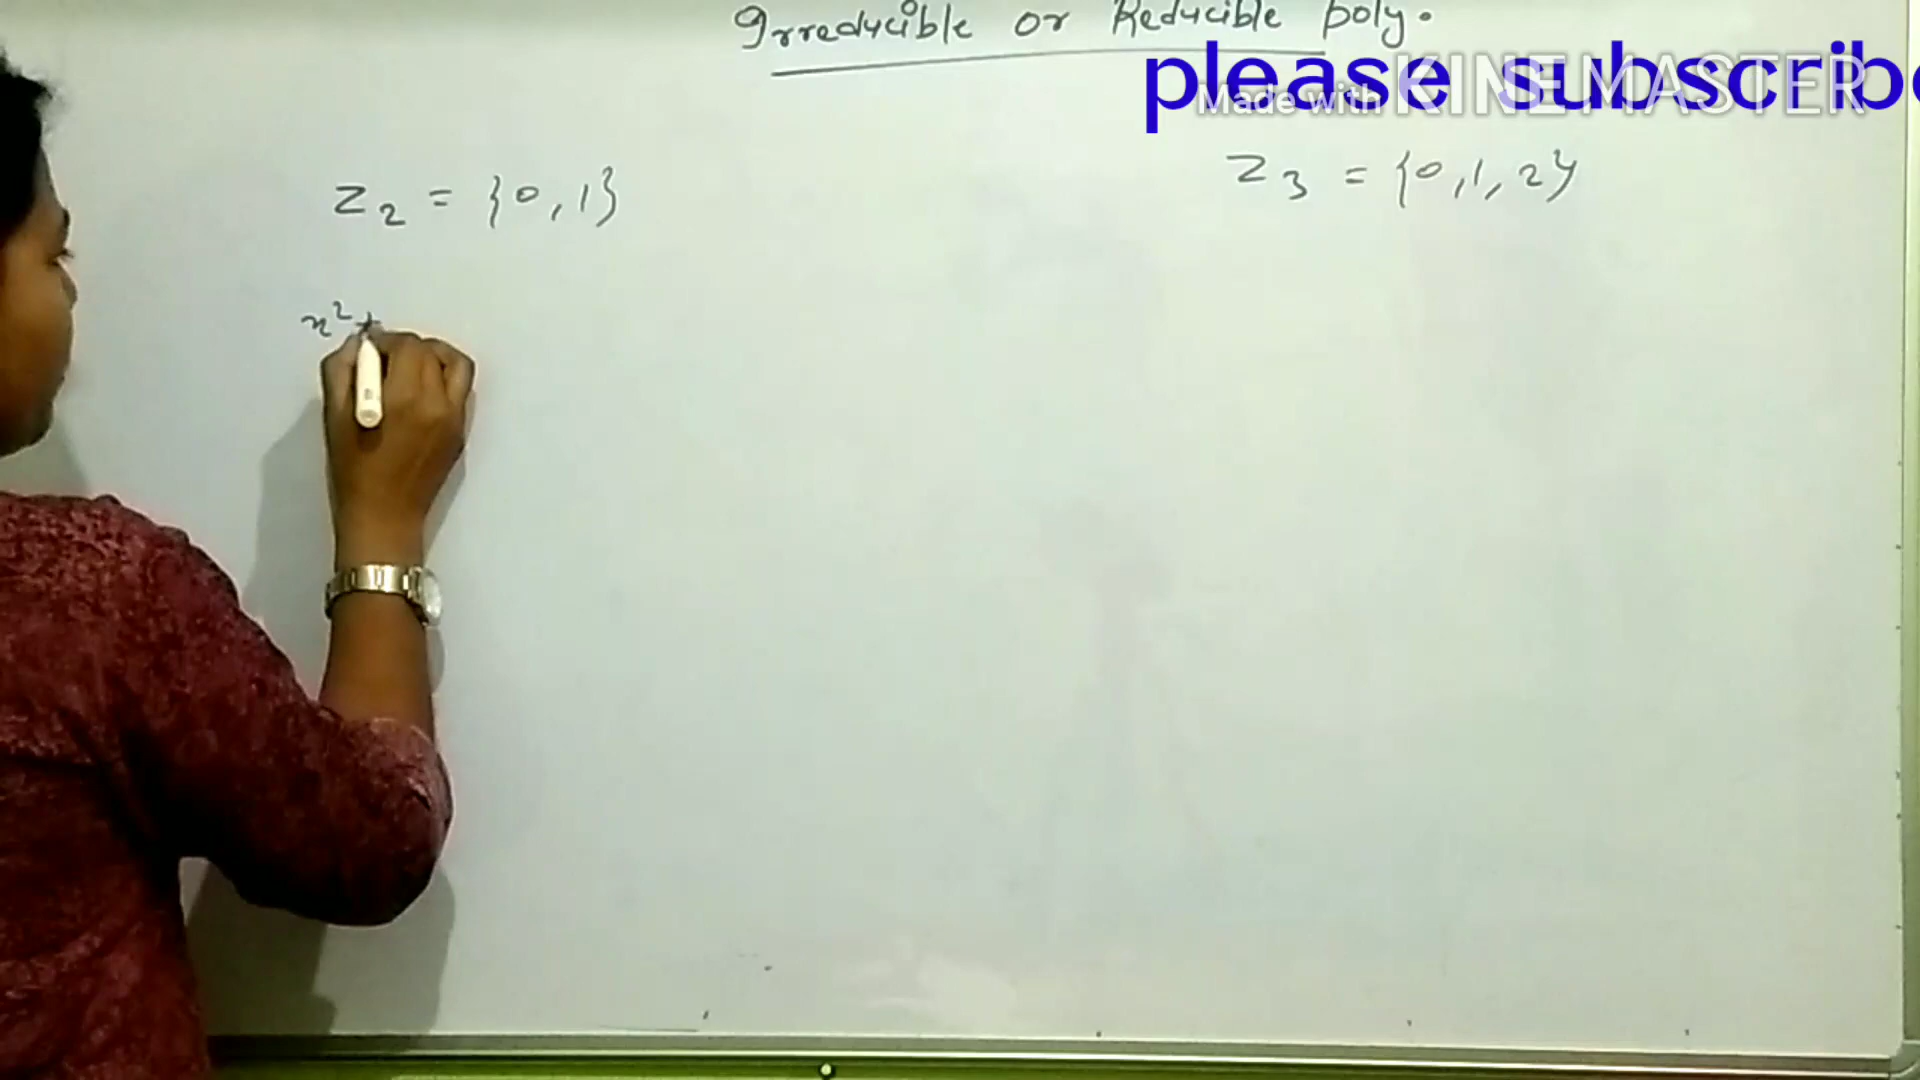 Irreducible or Reducible poly.
please subscribe
Made with KINEMASTER
Z2 = {0,1}
Z3 = {0,1,2}
x² +